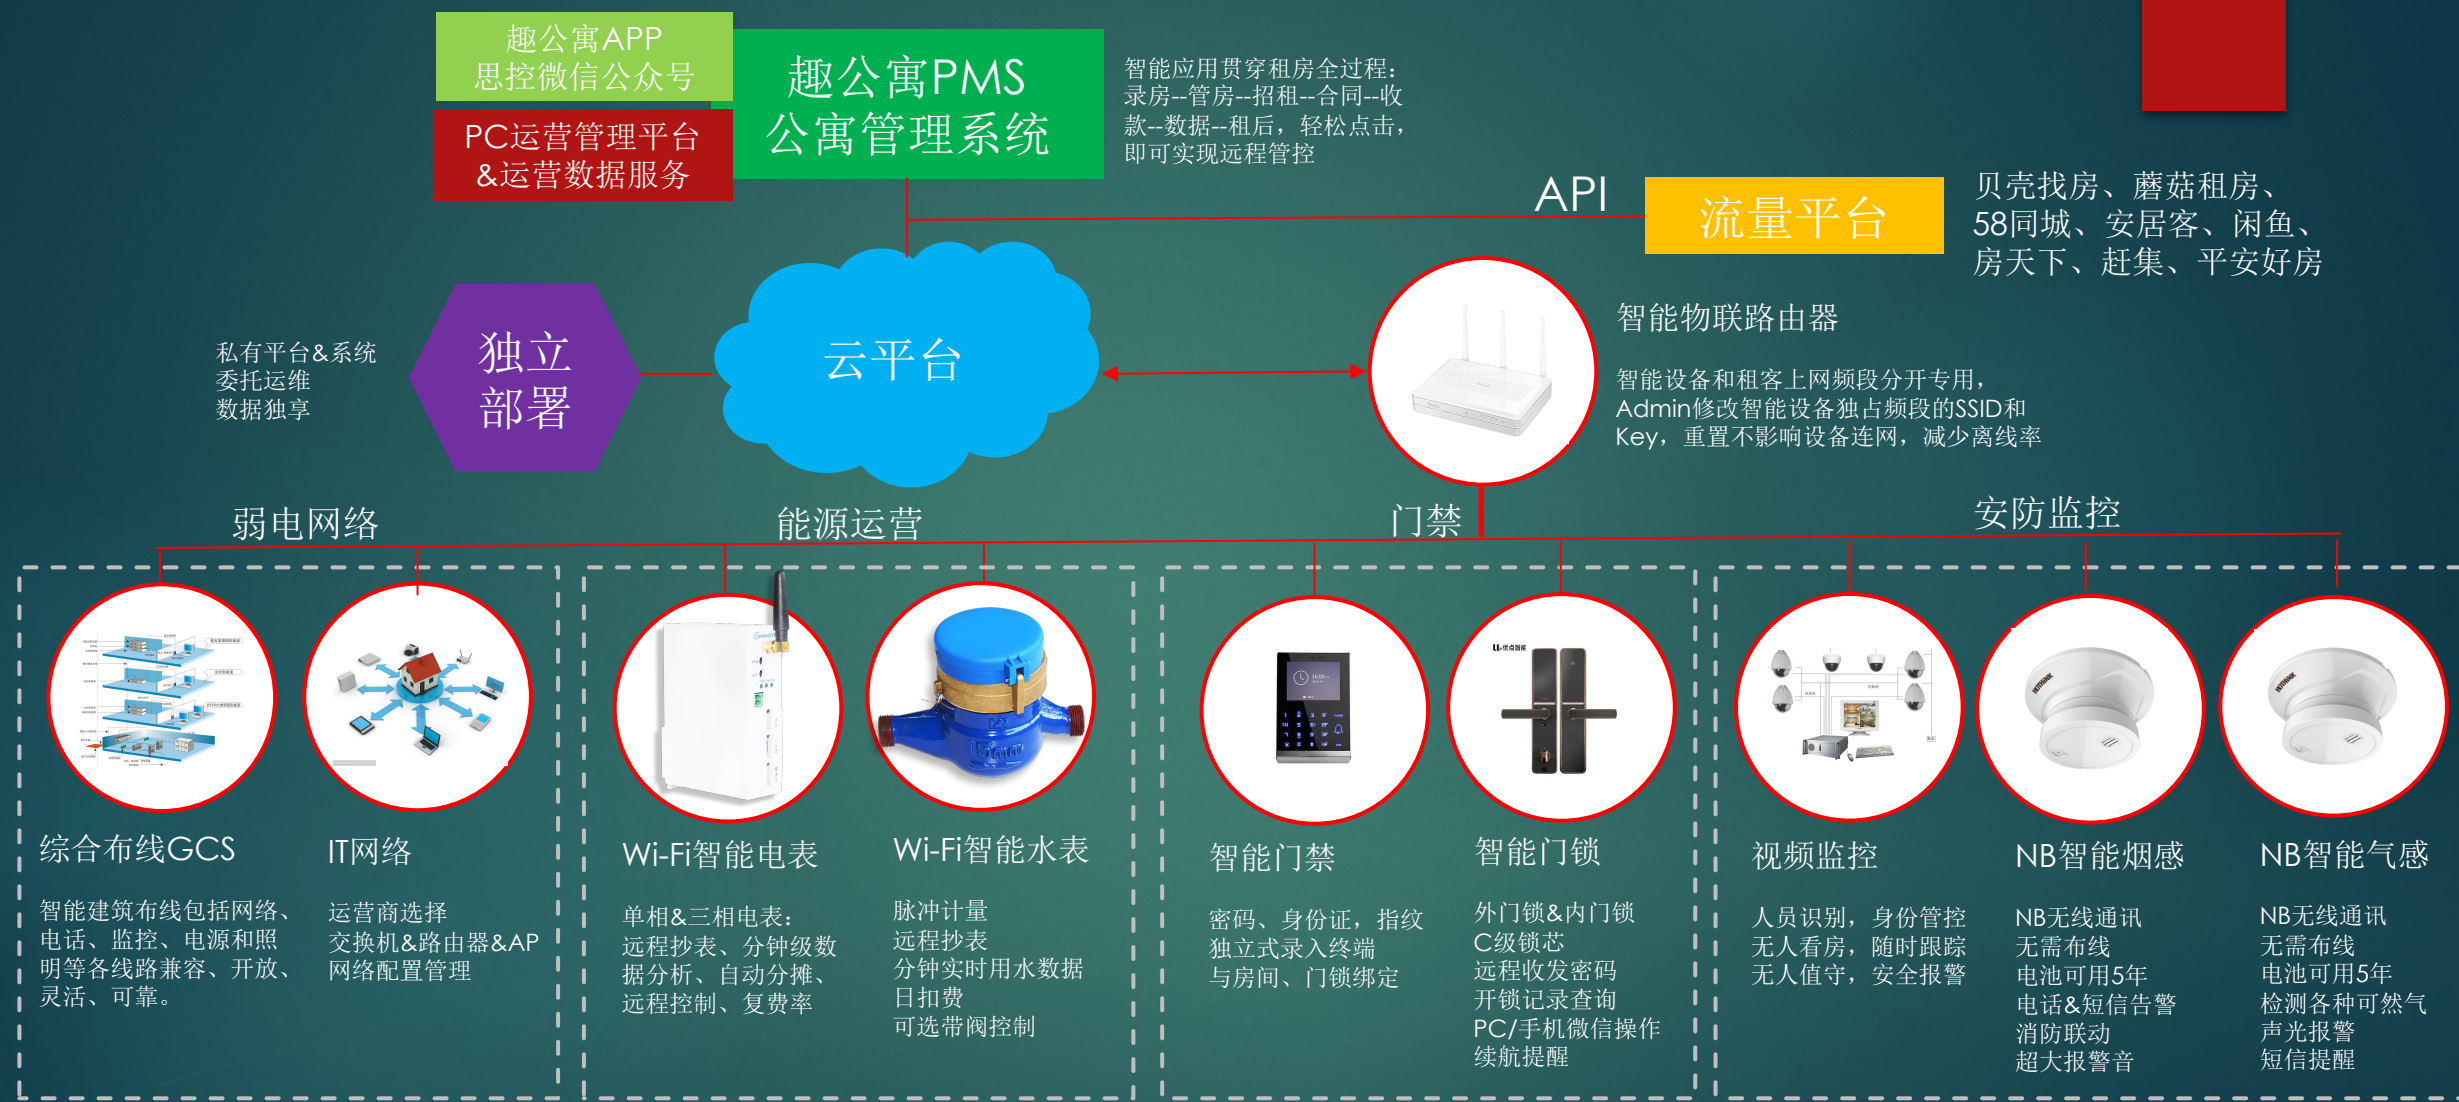 趣公寓APP
思控微信公众号
PC运营管理平台
&运营数据服务
趣公寓PMS
公寓管理系统
智能应用贯穿租房全过程：
录房--管房--招租--合同--收
款--数据--租后，轻松点击，
即可实现远程管控
API
流量平台
贝壳找房、蘑菇租房、
58同城、安居客、闲鱼、
房天下、赶集、平安好房
私有平台&系统
委托运维
数据独享
独立
部署
云平台
智能物联路由器
智能设备和租客上网频段分开专用，
Admin修改智能设备独占频段的SSID和
Key，重置不影响设备连网，减少离线率
弱电网络
能源运营
门禁
安防监控
综合布线GCS
智能建筑布线包括网络、
电话、监控、电源和照
明等各线路兼容、开放、
灵活、可靠。
IT网络
运营商选择
交换机&路由器&AP
网络配置管理
Wi-Fi智能电表
单相&三相电表：
远程抄表、分钟级数
据分析、自动分摊、
远程控制、复费率
Wi-Fi智能水表
脉冲计量
远程抄表
分钟实时用水数据
日扣费
可选带阀控制
智能门禁
密码、身份证，指纹
独立式录入终端
与房间、门锁绑定
优点智能
智能门锁
外门锁&内门锁
C级锁芯
远程收发密码
开锁记录查询
PC/手机微信操作
续航提醒
视频监控
人员识别，身份管控
无人看房，随时跟踪
无人值守，安全报警
NB智能烟感
NB无线通讯
无需布线
电池可用5年
电话&短信告警
消防联动
超大报警音
NB智能气感
NB无线通讯
无需布线
电池可用5年
检测各种可然气
声光报警
短信提醒